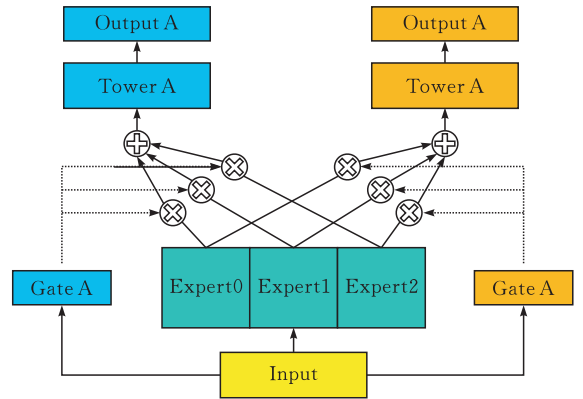 Output A
Output A
Tower A
Tower A
Expert0
Expert1
Expert2
Gate A
Gate A
Input